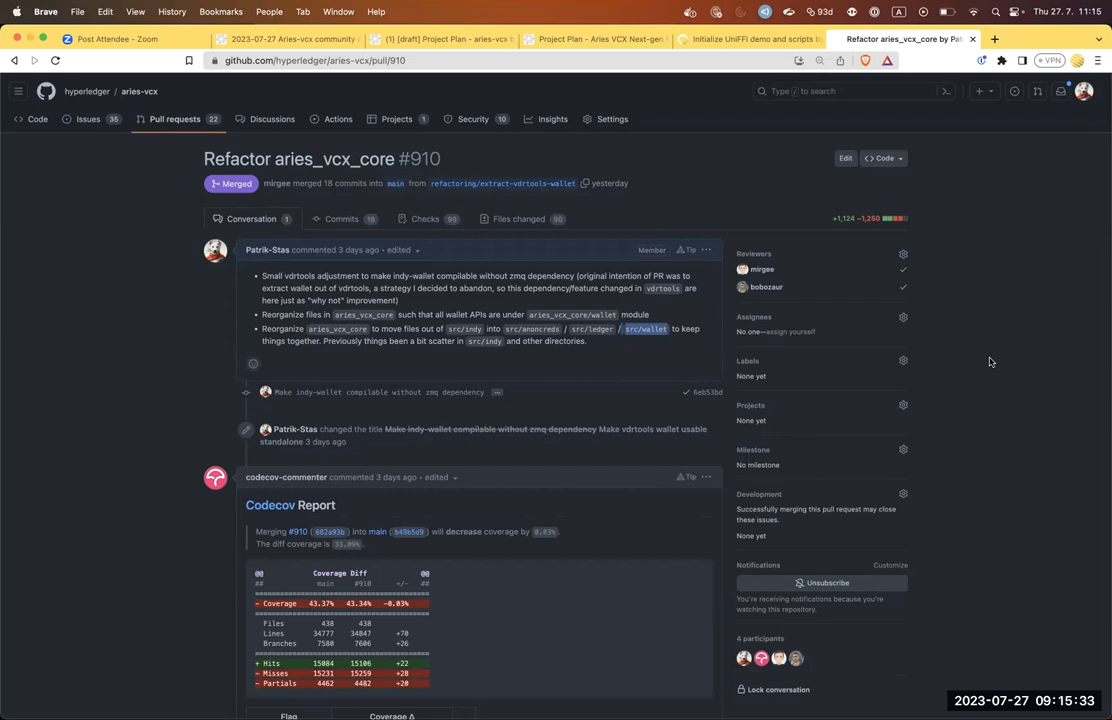 Brave File Edit View History Bookmarks People Tab Window Help 93d A Thu 27. 7. 11:15
Post Attendee - Zoom 2023-07-27 Aries-vcx community (1) [draft] Project Plan - aries-vcx b Project Plan - Aries VCX Next-gen Initialize UniFFI demo and scripts by Refactor aries_vcx_core by Pat
github.com/hyperledger/aries-vcx/pull/910 VPN
hyperledger / aries-vcx Type / to search
Code Issues 35 Pull requests 22 Discussions Actions Projects 1 Security 10 Insights Settings
Refactor aries_vcx_core #910 Edit Code
Merged mirgee merged 18 commits into main from refactoring/extract-vdrtools-wallet yesterday
Conversation 1 Commits 18 Checks 98 Files changed 90 +1,124 −1,250
Patrik-Stas commented 3 days ago • edited Member Tip
Small vdrtools adjustment to make indy-wallet compilable without zmq dependency (original intention of PR was to
extract wallet out of vdrtools, a strategy I decided to abandon, so this dependency/feature changed in vdrtools are
here just as "why not" improvement)
Reorganize files in aries_vcx_core such that all wallet APIs are under aries_vcx_core/wallet module
Reorganize aries_vcx_core to move files out of src/indy into src/anoncreds / src/ledger / src/wallet to keep
things together. Previously things been a bit scatter in src/indy and other directories.
Make indy-wallet compilable without zmq dependency ... 6eb53bd
Patrik-Stas changed the title Make indy-wallet compilable without zmq dependency Make vdrtools wallet usable
standalone 3 days ago
codecov-commenter commented 3 days ago • edited Tip
Codecov Report
Merging #910 (682a93b) into main (b49b5d9) will decrease coverage by 0.03%.
The diff coverage is 33.09%.
@@ Coverage Diff @@
## main #910 +/- ##
==========================================
- Coverage 43.37% 43.34% -0.03%
==========================================
Files 438 438
Lines 34777 34847 +70
Branches 7580 7606 +26
==========================================
+ Hits 15084 15106 +22
- Misses 15231 15259 +28
- Partials 4462 4482 +20
Flag Coverage Δ
Reviewers
mirgee
bobozaur
Assignees
No one—assign yourself
Labels
None yet
Projects
None yet
Milestone
No milestone
Development
Successfully merging this pull request may close
these issues.
None yet
Notifications Customize
Unsubscribe
You're receiving notifications because you're
watching this repository.
4 participants
Lock conversation
2023-07-27 09:15:33